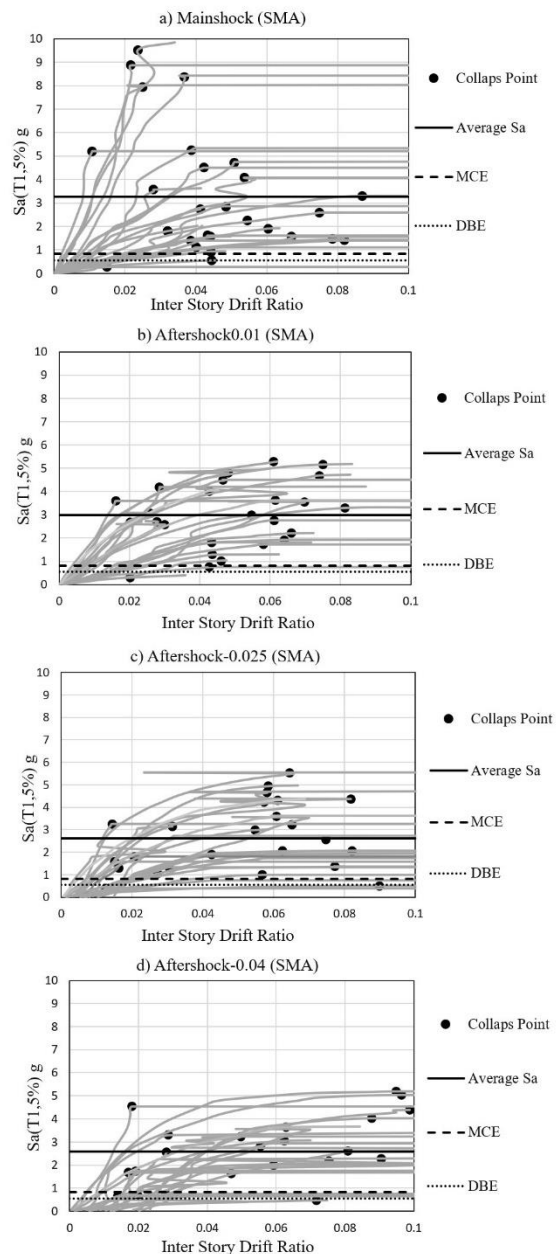 a) Mainshock (SMA)
10
9
8
7
6
5
4
3
2
1
0
Sa(T1,5%) g
0 0.02 0.04 0.06 0.08 0.1
Inter Story Drift Ratio
Collaps Point
Average Sa
MCE
DBE
b) Aftershock0.01 (SMA)
10
9
8
7
6
5
4
3
2
1
0
Sa(T1,5%) g
0 0.02 0.04 0.06 0.08 0.1
Inter Story Drift Ratio
Collaps Point
Average Sa
MCE
DBE
c) Aftershock-0.025 (SMA)
10
9
8
7
6
5
4
3
2
1
0
Sa(T1,5%) g
0 0.02 0.04 0.06 0.08 0.1
Inter Story Drift Ratio
Collaps Point
Average Sa
MCE
DBE
d) Aftershock-0.04 (SMA)
10
9
8
7
6
5
4
3
2
1
0
Sa(T1,5%) g
0 0.02 0.04 0.06 0.08 0.1
Inter Story Drift Ratio
Collaps Point
Average Sa
MCE
DBE